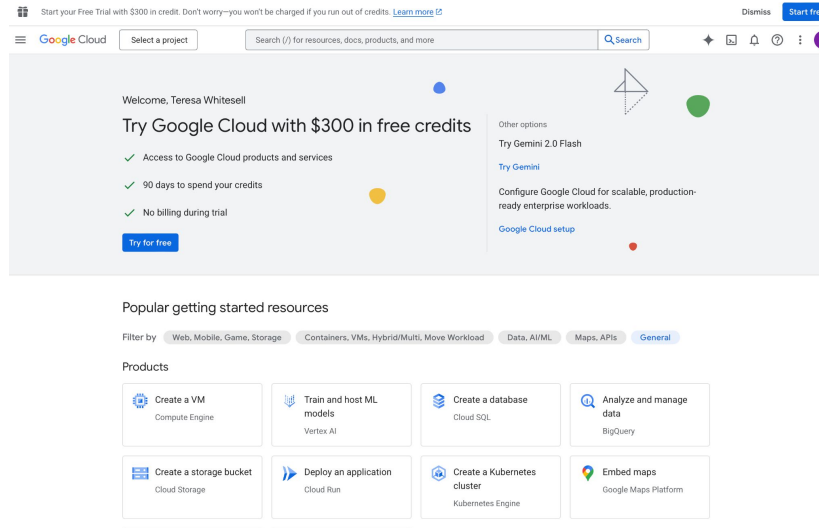 Start your Free Trial with $300 in credit. Don't worry—you won't be charged if you run out of credits. Learn more
Dismiss
Start fre
Google Cloud
Select a project
Search (/) for resources, docs, products, and more
Search
Welcome, Teresa Whitesell
Try Google Cloud with $300 in free credits
Access to Google Cloud products and services
90 days to spend your credits
No billing during trial
Try for free
Other options
Try Gemini 2.0 Flash
Try Gemini
Configure Google Cloud for scalable, production-
ready enterprise workloads.
Google Cloud setup
Popular getting started resources
Filter by
Web, Mobile, Game, Storage
Containers, VMs, Hybrid/Multi, Move Workload
Data, AI/ML
Maps, APIs
General
Products
Create a VM
Compute Engine
Train and host ML
models
Vertex AI
Create a database
Cloud SQL
Analyze and manage
data
BigQuery
Create a storage bucket
Cloud Storage
Deploy an application
Cloud Run
Create a Kubernetes
cluster
Kubernetes Engine
Embed maps
Google Maps Platform